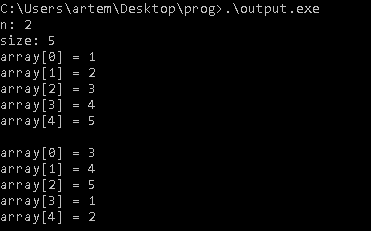 C:\Users\artem\Desktop\prog>.\output.exe
n: 2
size: 5
array[0] = 1
array[1] = 2
array[2] = 3
array[3] = 4
array[4] = 5
array[0] = 3
array[1] = 4
array[2] = 5
array[3] = 1
array[4] = 2